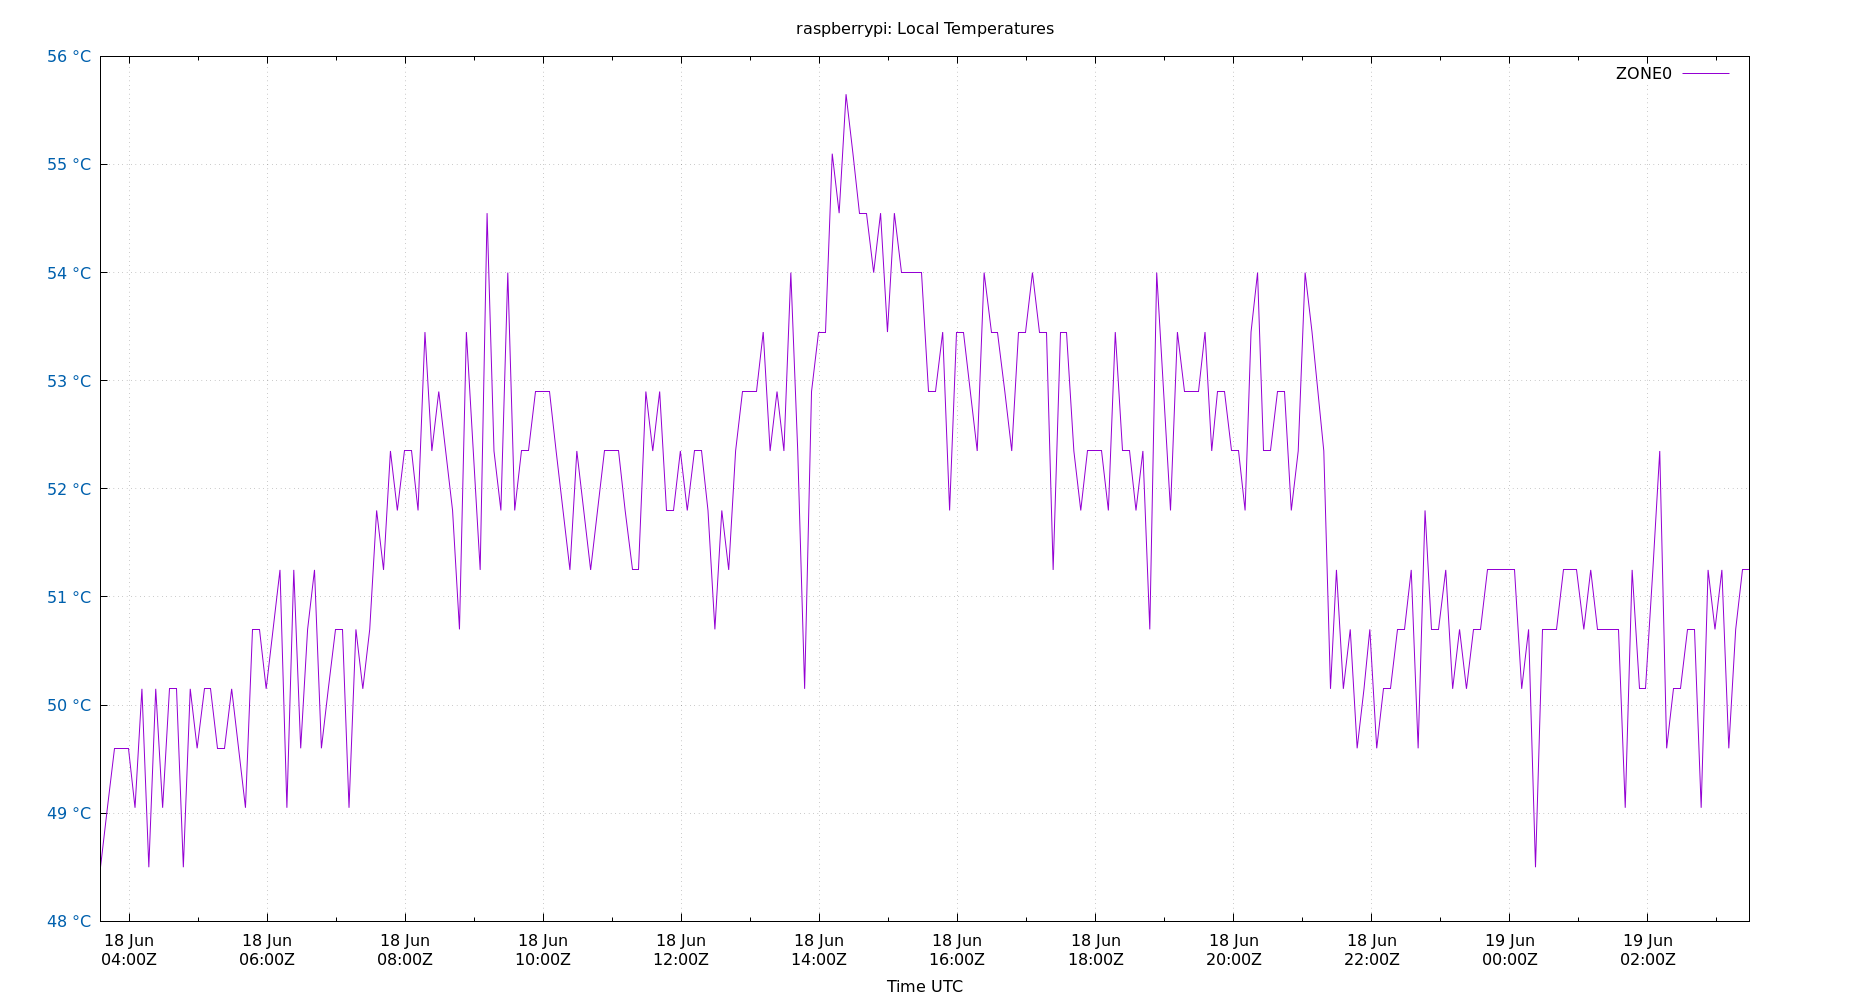 raspberrypi: Local Temperatures
ZONE0
56 °C
55 °C
54 °C
53 °C
52 °C
51 °C
50 °C
49 °C
48 °C
18 Jun 18 Jun 18 Jun 18 Jun 18 Jun 18 Jun 18 Jun 18 Jun 18 Jun 18 Jun 19 Jun 19 Jun
04:00Z 06:00Z 08:00Z 10:00Z 12:00Z 14:00Z 16:00Z 18:00Z 20:00Z 22:00Z 00:00Z 02:00Z
Time UTC